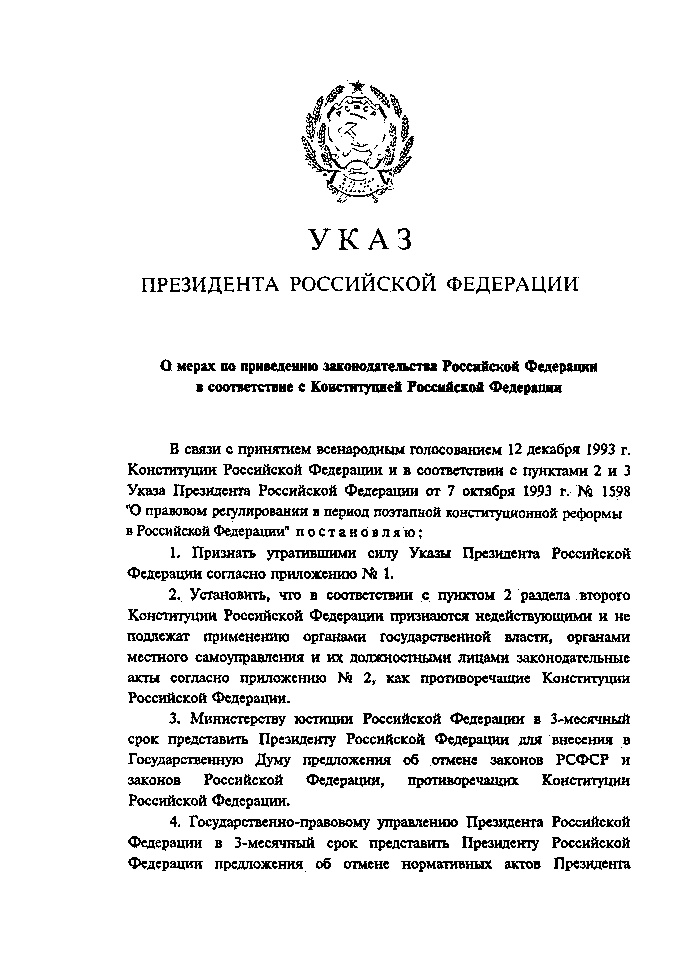 УКАЗ
ПРЕЗИДЕНТА РОССИЙСКОЙ ФЕДЕРАЦИИ
О мерах по приведению законодательства Российской Федерации
в соответствие с Конституцией Российской Федерации
В связи с принятием всенародным голосованием 12 декабря 1993 г.
Конституции Российской Федерации и в соответствии с пунктами 2 и 3
Указа Президента Российской Федерации от 7 октября 1993 г. № 1598
"О правовом регулировании в период поэтапной конституционной реформы
в Российской Федерации" постановляю:
1. Признать утратившими силу Указы Президента Российской
Федерации согласно приложению № 1.
2. Установить, что в соответствии с пунктом 2 раздела второго
Конституции Российской Федерации признаются недействующими и не
подлежат применению органами государственной власти, органами
местного самоуправления и их должностными лицами законодательные
акты согласно приложению № 2, как противоречащие Конституции
Российской Федерации.
3. Министерству юстиции Российской Федерации в 3-месячный
срок представить Президенту Российской Федерации для внесения в
Государственную Думу предложения об отмене законов РСФСР и
законов Российской Федерации, противоречащих Конституции
Российской Федерации.
4. Государственно-правовому управлению Президента Российской
Федерации в 3-месячный срок представить Президенту Российской
Федерации предложения об отмене нормативных актов Президента